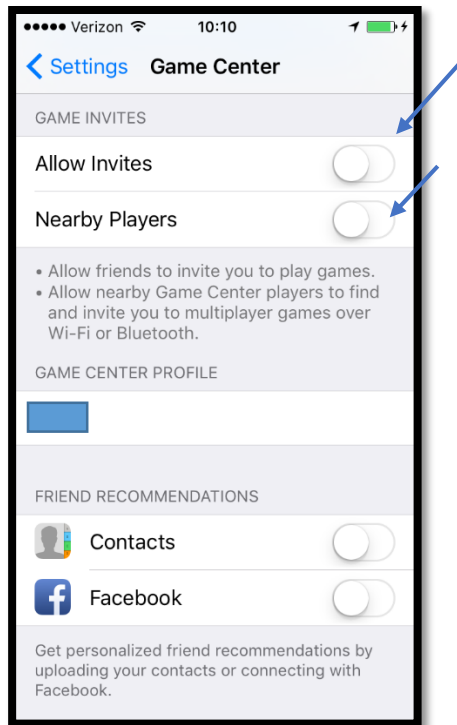 Verizon 10:10
Settings Game Center
GAME INVITES
Allow Invites
Nearby Players
• Allow friends to invite you to play games.
• Allow nearby Game Center players to find
and invite you to multiplayer games over
Wi-Fi or Bluetooth.
GAME CENTER PROFILE
FRIEND RECOMMENDATIONS
Contacts
Facebook
Get personalized friend recommendations by
uploading your contacts or connecting with
Facebook.